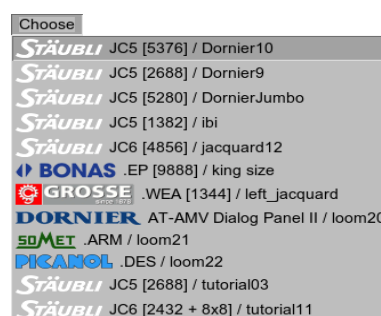 Choose
STÄUBLI JC5 [5376] / Dornier10
STÄUBLI JC5 [2688] / Dornier9
STÄUBLI JC5 [5280] / DornierJumbo
STÄUBLI JC5 [1382] / ibi
STÄUBLI JC6 [4856] / jacquard12
BONAS .EP [9888] / king size
GROSSE .WEA [1344] / left_jacquard
DORNIER AT-AMV Dialog Panel II / loom20
SOMET .ARM / loom21
PICANOL .DES / loom22
STÄUBLI JC5 [2688] / tutorial03
STÄUBLI JC6 [2432 + 8x8] / tutorial11